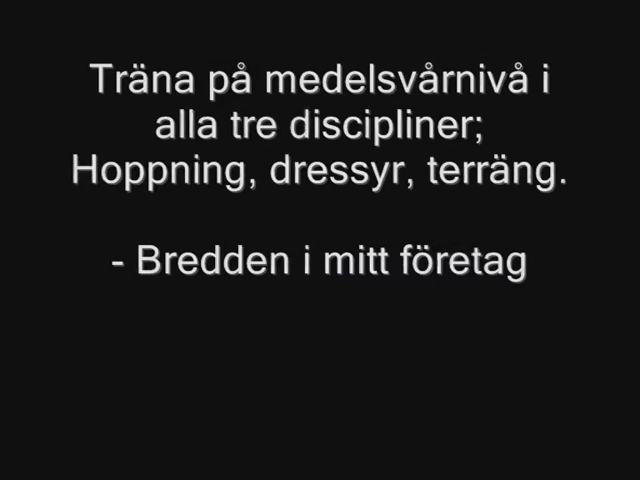 Träna på medelsvårnivå i
alla tre discipliner;
Hoppning, dressyr, terräng.
- Bredden i mitt företag